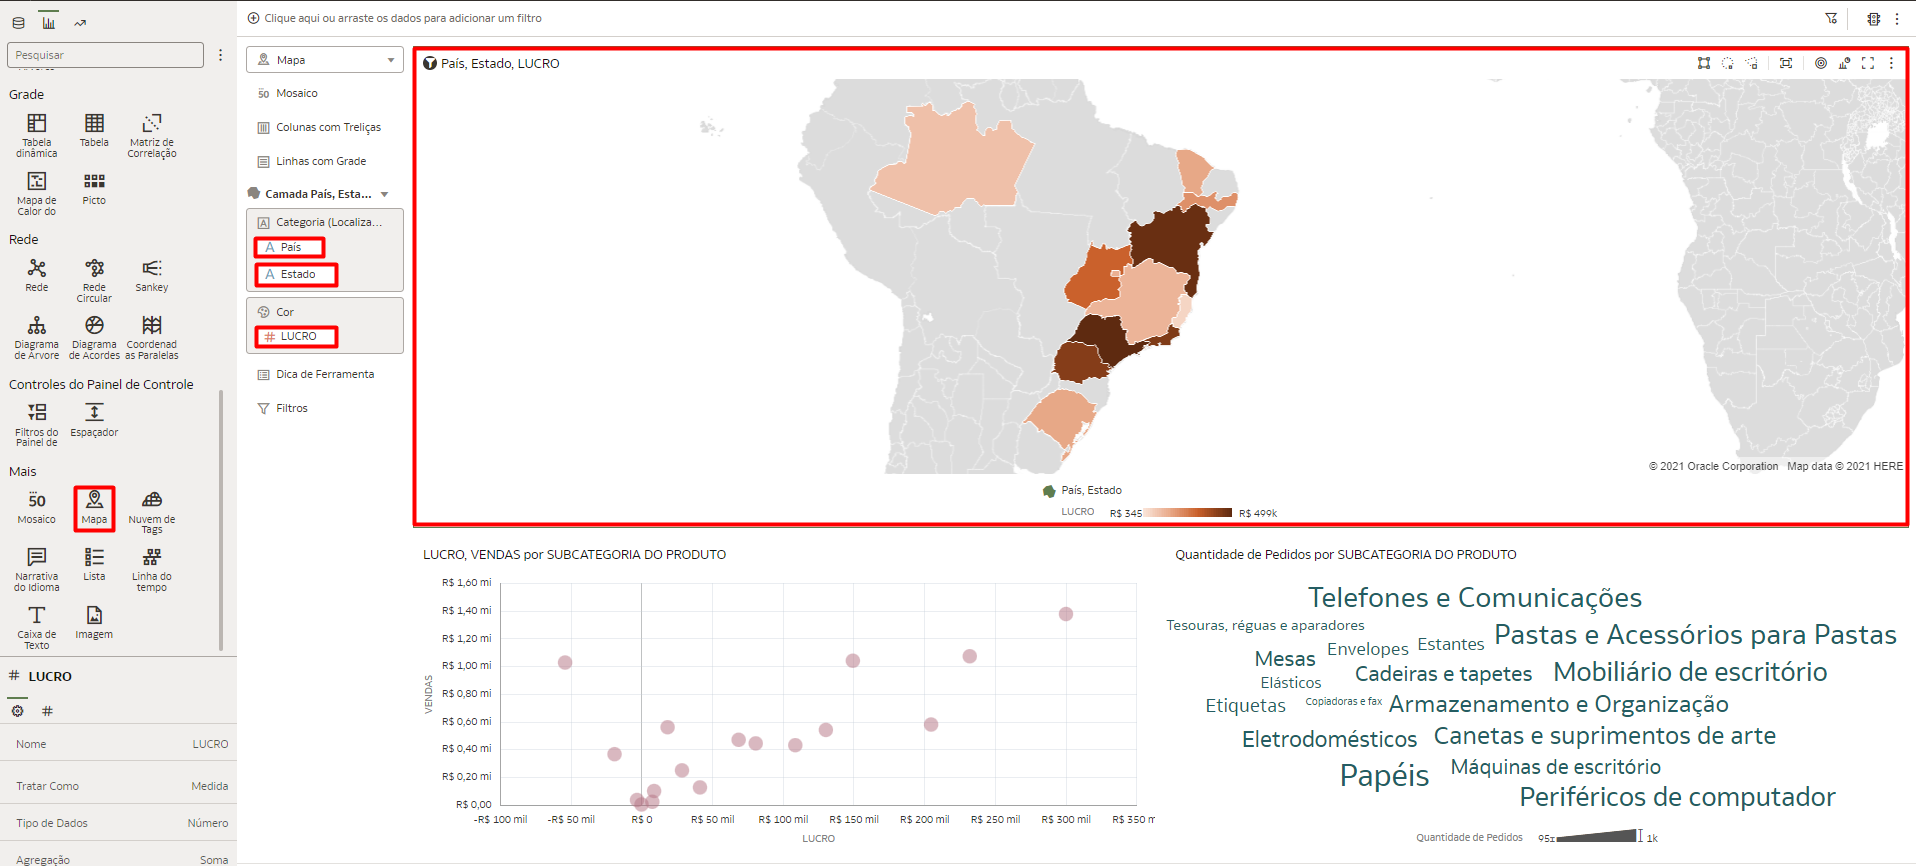 Clique aqui ou arraste os dados para adicionar um filtro
Pesquisar
Grade
Tabela dinâmica
Tabela
Matriz de Correlação
Mapa de Calor do
Picto
Rede
Rede
Rede Circular
Sankey
Diagrama de Árvore
Diagrama de Acordes
Coordenad as Paralelas
Controles do Painel de Controle
Filtros do Painel de
Espaçador
Mais
50
Mosaico
Mapa
Nuvem de Tags
Narrativa do Idioma
Lista
Linha do tempo
Caixa de Texto
Imagem
# LUCRO
#
Nome LUCRO
Tratar Como Medida
Tipo de Dados Número
Agregação Soma
Mapa
50 Mosaico
Colunas com Treliças
Linhas com Grade
Camada País, Esta...
A Categoria (Localiza...
A País
A Estado
Cor
# LUCRO
Dica de Ferramenta
Filtros
País, Estado, LUCRO
© 2021 Oracle Corporation Map data © 2021 HERE
País, Estado
LUCRO R$ 345 R$ 499k
LUCRO, VENDAS por SUBCATEGORIA DO PRODUTO
VENDAS
R$ 1,60 mi
R$ 1,40 mi
R$ 1,20 mi
R$ 1,00 mi
R$ 0,80 mi
R$ 0,60 mi
R$ 0,40 mi
R$ 0,20 mi
R$ 0,00
-R$ 100 mil -R$ 50 mil R$ 0 R$ 50 mil R$ 100 mil R$ 150 mil R$ 200 mil R$ 250 mil R$ 300 mil R$ 350 m
LUCRO
Quantidade de Pedidos por SUBCATEGORIA DO PRODUTO
Telefones e Comunicações
Tesouras, réguas e aparadores
Envelopes Estantes Pastas e Acessórios para Pastas
Mesas
Cadeiras e tapetes Mobiliário de escritório
Elásticos
Etiquetas Copiadoras e fax Armazenamento e Organização
Eletrodomésticos Canetas e suprimentos de arte
Papéis Máquinas de escritório
Periféricos de computador
Quantidade de Pedidos 95 1k